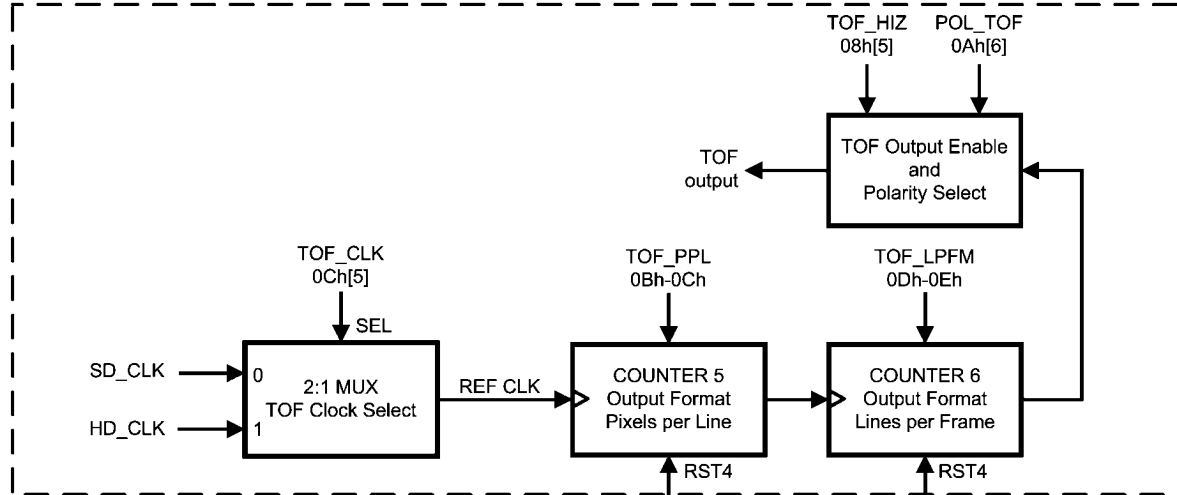 TOF_HIZ
08h[5]
POL_TOF
0Ah[6]
TOF
output
TOF Output Enable
and
Polarity Select
TOF_CLK
0Ch[5]
SEL
TOF_PPL
0Bh-0Ch
TOF_LPFM
0Dh-0Eh
SD_CLK
HD_CLK
0
1
2:1 MUX
TOF Clock Select
REF CLK
COUNTER 5
Output Format
Pixels per Line
COUNTER 6
Output Format
Lines per Frame
RST4
RST4